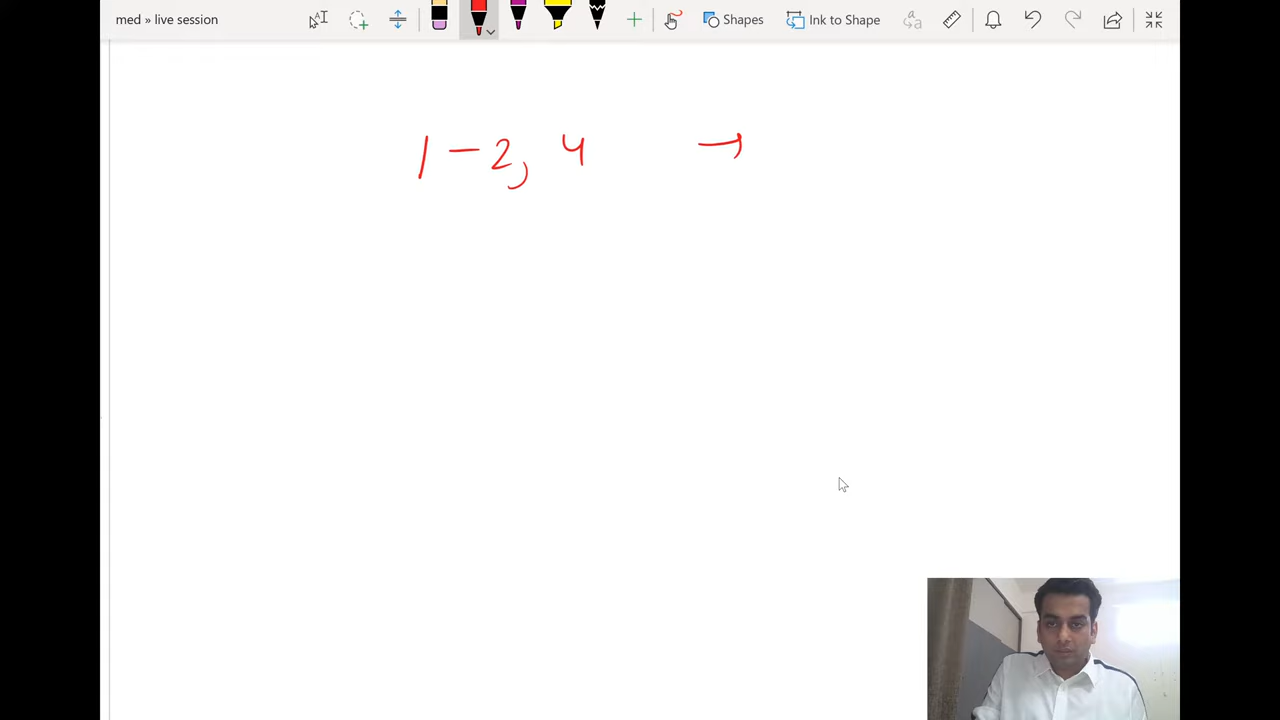 med » live session
Shapes
Ink to Shape
1 - 2, 4 →